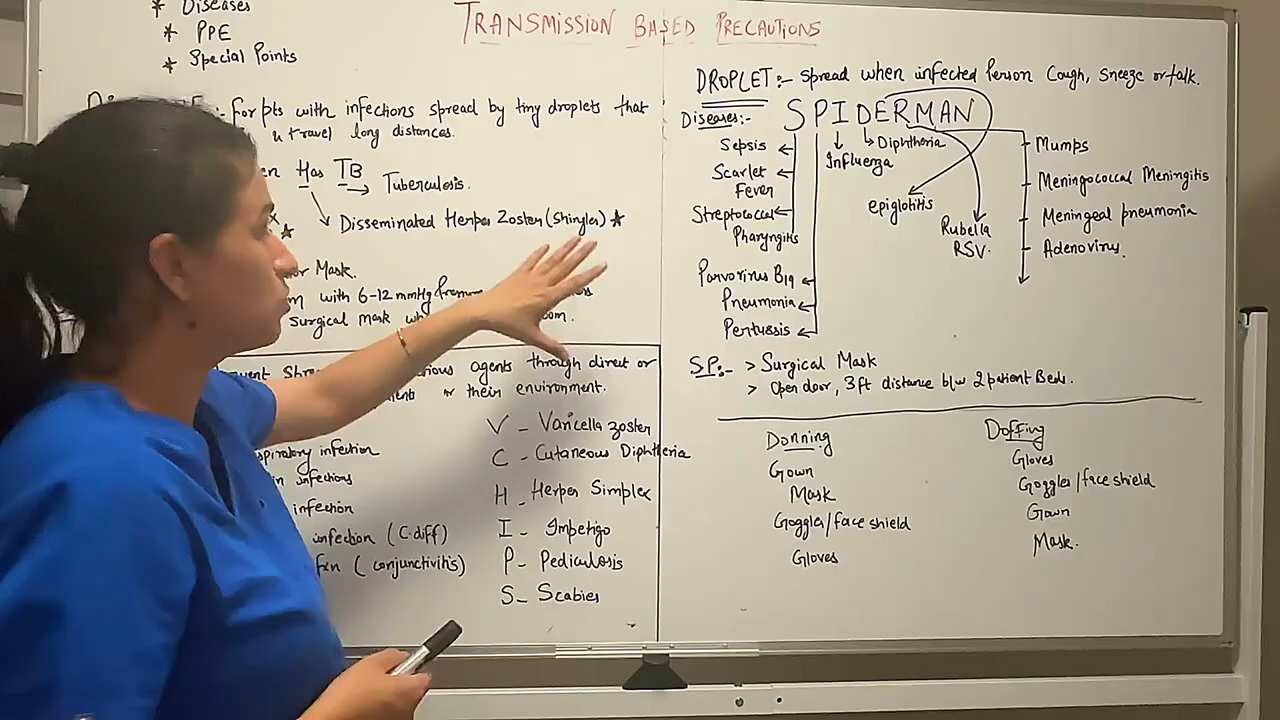 * Diseases
* PPE
* Special Points
TRANSMISSION BASED PRECAUTIONS
:- for pts with infections spread by tiny droplets that
travel long distances.
Has TB
→ Tuberculosis.
Disseminated Herpes Zoster (Shingles) *
*
Mask.
with 6-12 mmHg
Surgical mask
agents through direct or
or their environment.
infection
infections
infection
infection (C.diff)
(conjunctivitis)
V - Varicella zoster
C - Cutaneous Diphtheria
H - Herpes Simplex
I - Impetigo
P - Pediculosis
S - Scabies
DROPLET:- Spread when infected Person Cough, sneeze or talk.
Diseases:-
SPIDERMAN
Sepsis
Scarlet
Fever
Streptococcal
Pharyngitis
Parvovirus B19
Pneumonia
Pertussis
Influenza
Diphthoria
epiglotitis
Rubella
RSV.
Mumps
Meningococcal Meningitis
Meningeal pneumonia
Adenovirus.
SP:- > Surgical Mask
> Open door, 3 ft distance b/w 2 patient Beds.
Donning
Gown
Mask
Goggles/face shield
Gloves
Doffing
Gloves
Goggles/face shield
Gown
Mask.